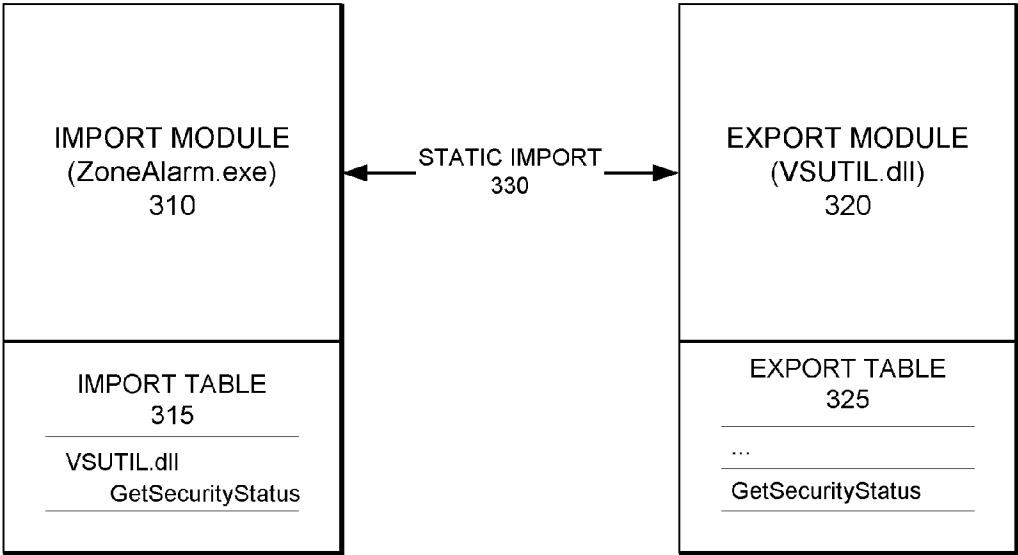 IMPORT MODULE
(ZoneAlarm.exe)
310
STATIC IMPORT
330
EXPORT MODULE
(VSUTIL.dll)
320
IMPORT TABLE
315
VSUTIL.dll
GetSecurityStatus
EXPORT TABLE
325
...
GetSecurityStatus